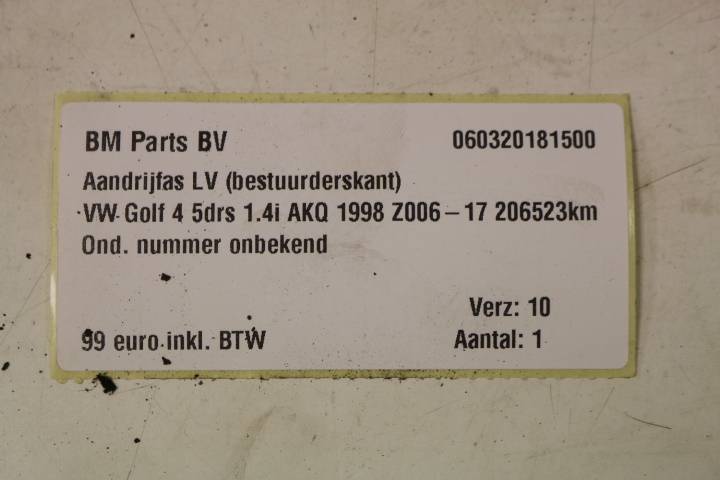 BM Parts BV 060320181500
Aandrijfas LV (bestuurderskant)
VW Golf 4 5drs 1.4i AKQ 1998 Z006-17 206523km
Ond. nummer onbekend
Verz: 10
99 euro inkl. BTW Aantal: 1